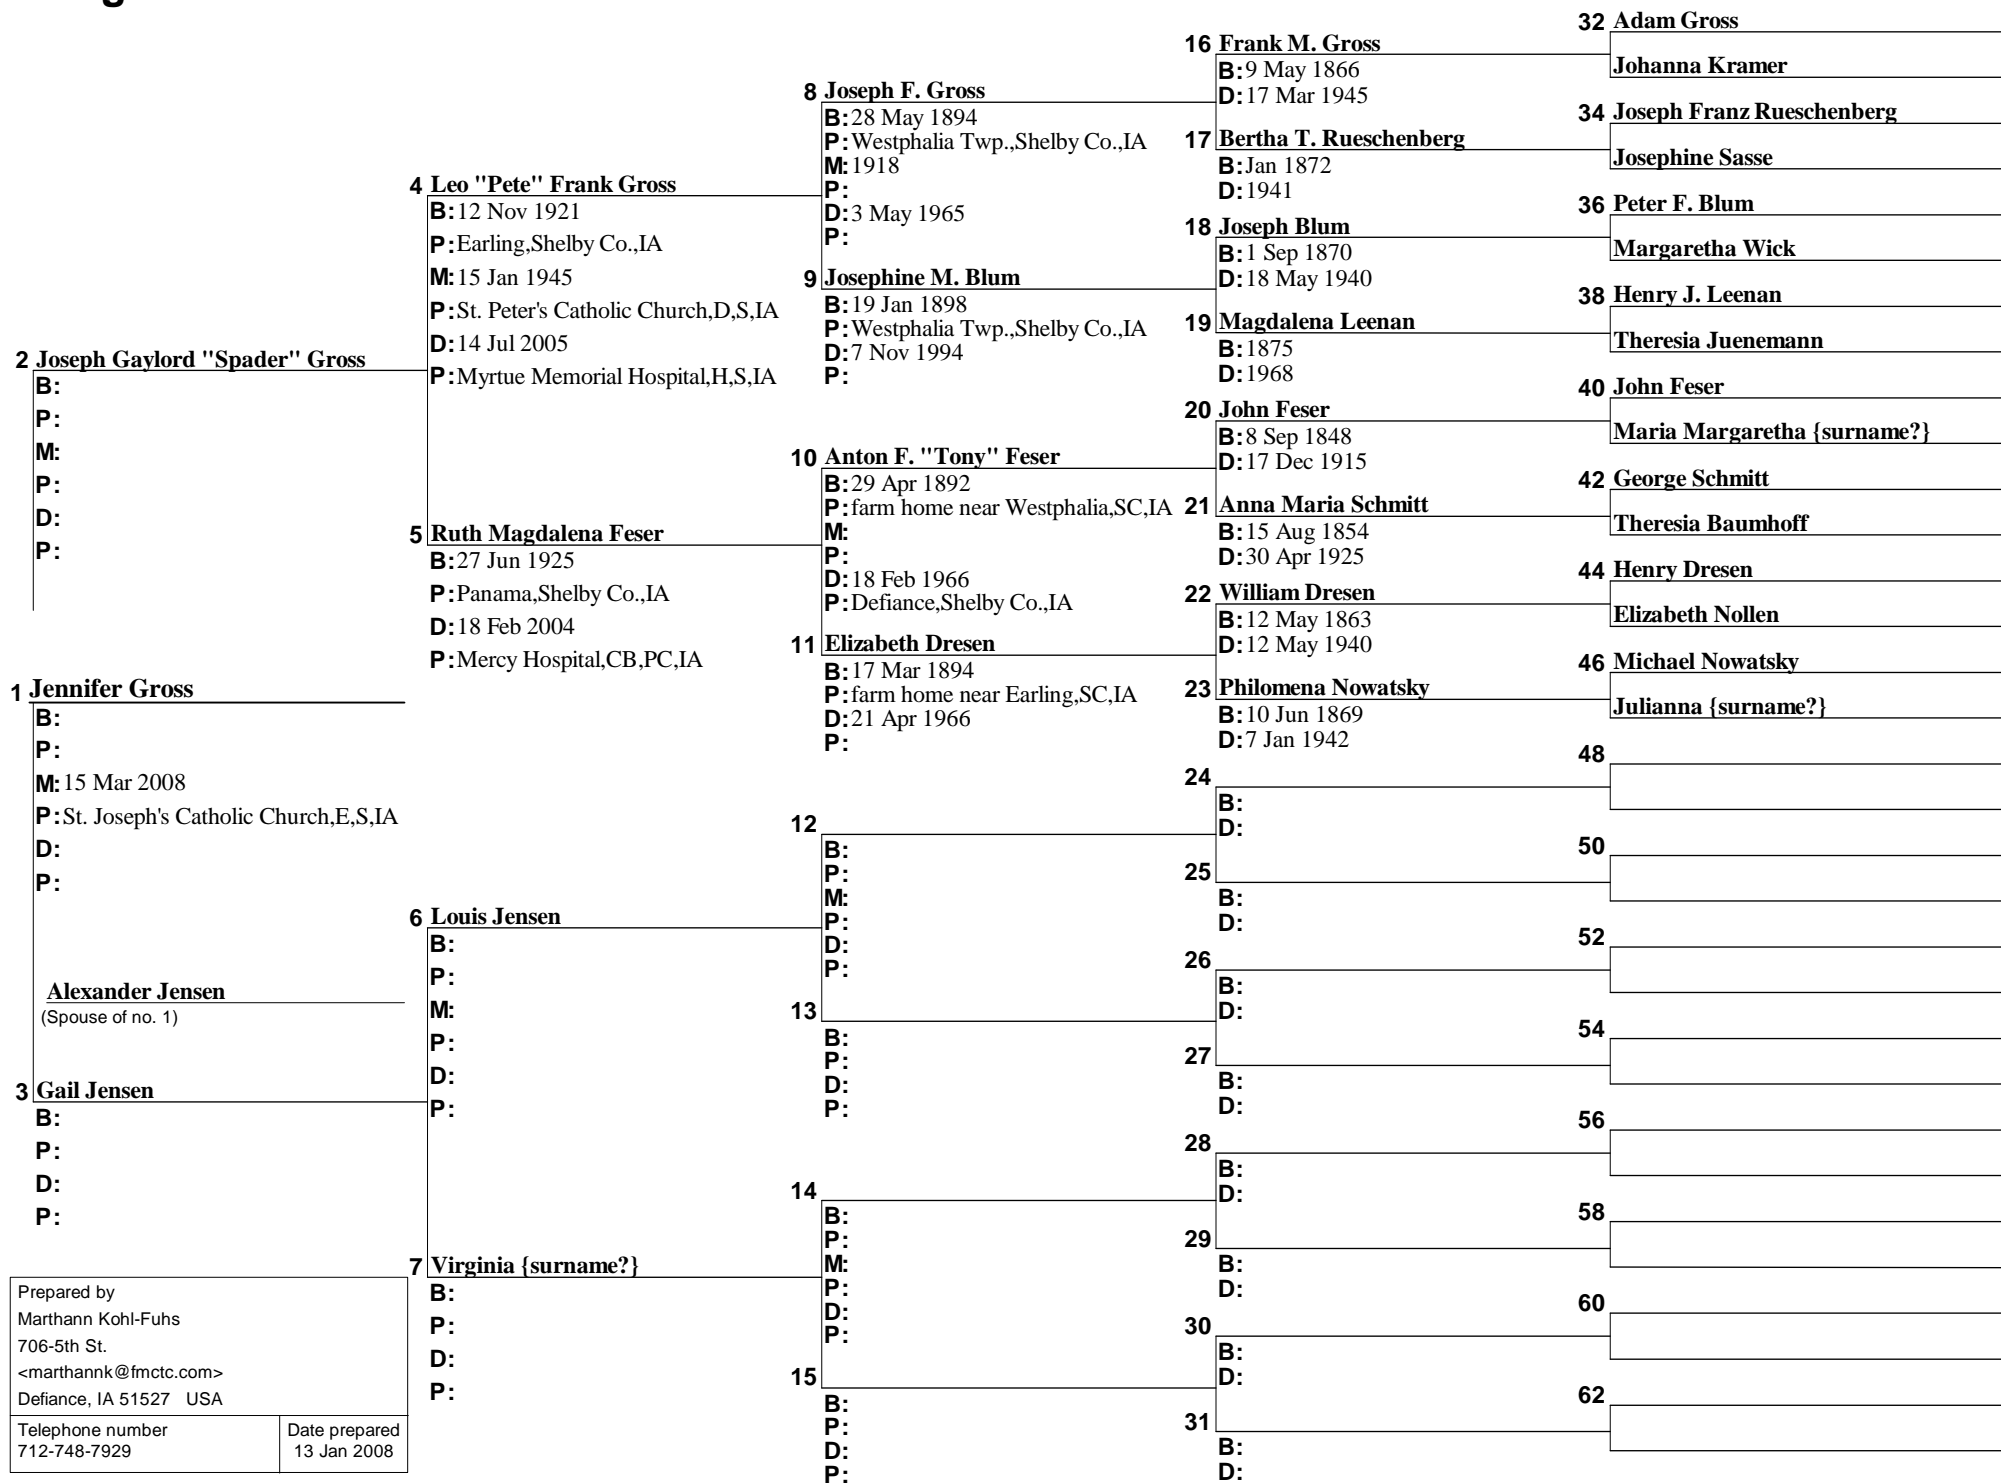 2 Joseph Gaylord "Spader" Gross
B:
P:
M:
P:
D:
P:
1 Jennifer Gross
B:
P:
M: 15 Mar 2008
P: St. Joseph's Catholic Church,E,S,IA
D:
P:
Alexander Jensen
(Spouse of no. 1)
3 Gail Jensen
B:
P:
D:
P:
Prepared by
Marthann Kohl-Fuhs
706-5th St.
<marthannk@fmctc.com>
Defiance, IA 51527 USA
Telephone number
712-748-7929
Date prepared
13 Jan 2008
4 Leo "Pete" Frank Gross
B: 12 Nov 1921
P: Earling,Shelby Co.,IA
M: 15 Jan 1945
P: St. Peter's Catholic Church,D,S,IA
D: 14 Jul 2005
P: Myrtue Memorial Hospital,H,S,IA
5 Ruth Magdalena Feser
B: 27 Jun 1925
P: Panama,Shelby Co.,IA
D: 18 Feb 2004
P: Mercy Hospital,CB,PC,IA
6 Louis Jensen
B:
P:
M:
P:
D:
P:
7 Virginia {surname?}
B:
P:
D:
P:
8 Joseph F. Gross
B: 28 May 1894
P: Westphalia Twp.,Shelby Co.,IA
M: 1918
P:
D: 3 May 1965
P:
9 Josephine M. Blum
B: 19 Jan 1898
P: Westphalia Twp.,Shelby Co.,IA
D: 7 Nov 1994
P:
10 Anton F. "Tony" Feser
B: 29 Apr 1892
P: farm home near Westphalia,SC,IA
M:
P:
D: 18 Feb 1966
P: Defiance,Shelby Co.,IA
11 Elizabeth Dresen
B: 17 Mar 1894
P: farm home near Earling,SC,IA
D: 21 Apr 1966
P:
12
B:
P:
M:
P:
D:
P:
13
B:
P:
D:
P:
14
B:
P:
M:
P:
D:
P:
15
B:
P:
D:
P:
16 Frank M. Gross
B: 9 May 1866
D: 17 Mar 1945
17 Bertha T. Rueschenberg
B: Jan 1872
D: 1941
18 Joseph Blum
B: 1 Sep 1870
D: 18 May 1940
19 Magdalena Leenan
B: 1875
D: 1968
20 John Feser
B: 8 Sep 1848
D: 17 Dec 1915
21 Anna Maria Schmitt
B: 15 Aug 1854
D: 30 Apr 1925
22 William Dresen
B: 12 May 1863
D: 12 May 1940
23 Philomena Nowatsky
B: 10 Jun 1869
D: 7 Jan 1942
24
B:
D:
25
B:
D:
26
B:
D:
27
B:
D:
28
B:
D:
29
B:
D:
30
B:
D:
31
B:
D:
32 Adam Gross
Johanna Kramer
34 Joseph Franz Rueschenberg
Josephine Sasse
36 Peter F. Blum
Margaretha Wick
38 Henry J. Leenan
Theresia Juenemann
40 John Feser
Maria Margaretha {surname?}
42 George Schmitt
Theresia Baumhoff
44 Henry Dresen
Elizabeth Nollen
46 Michael Nowatsky
Julianna {surname?}
48
50
52
54
56
58
60
62